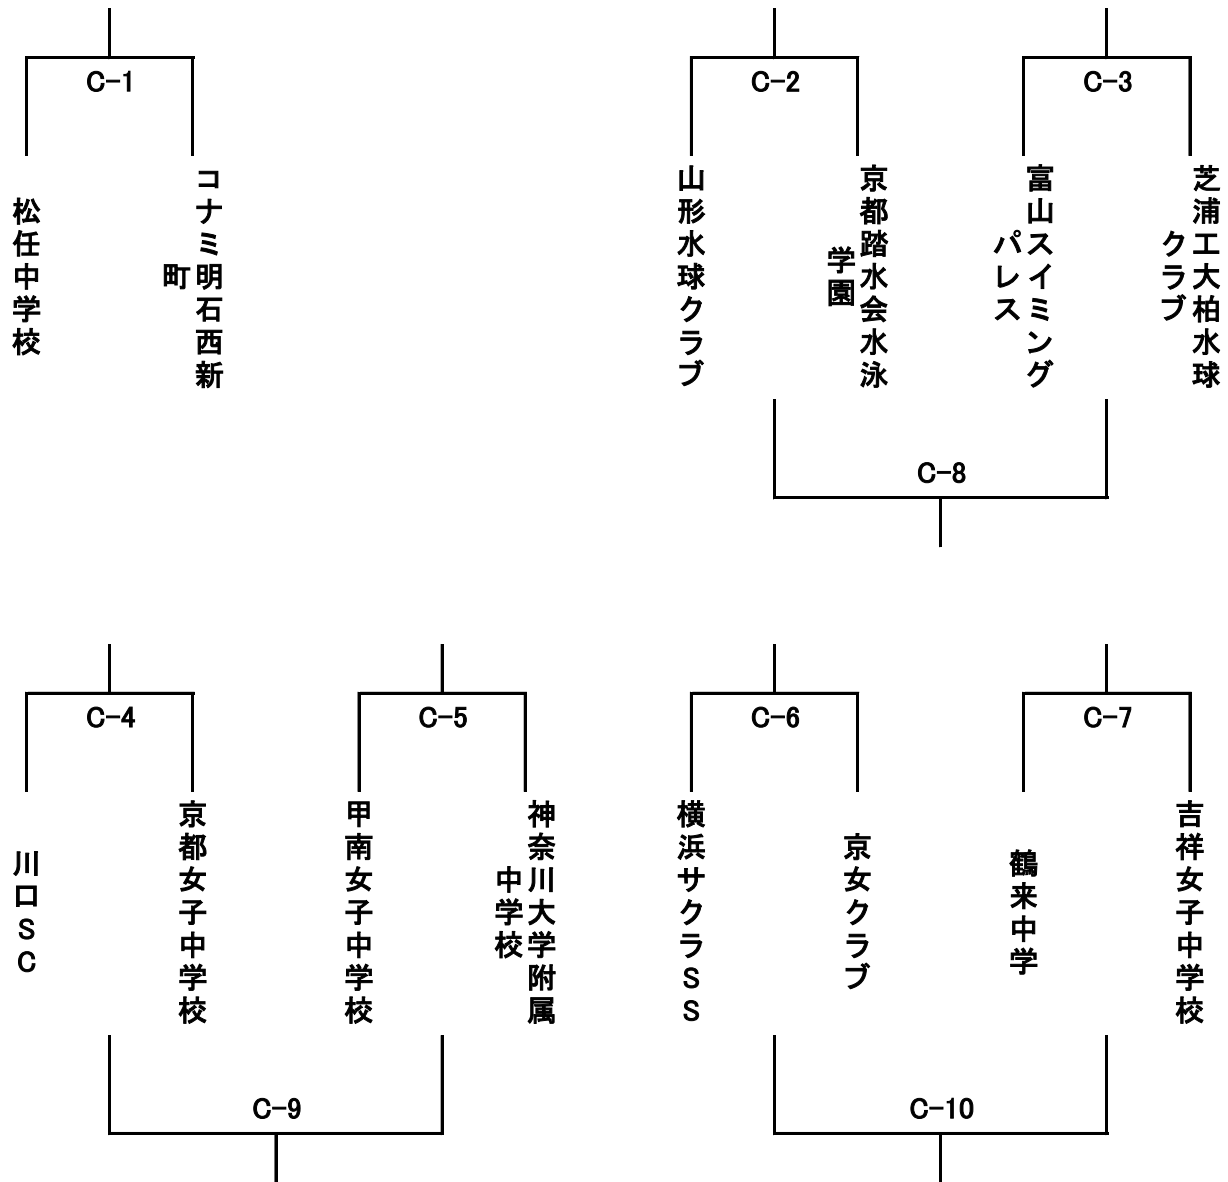 C-1
C-2
C-3
松任中学校
コナミ明石西新
町
山形水球クラブ
京都踏水会水泳
学園
富山スイミング
パレス
芝浦工大柏水球
クラブ
C-8
C-4
C-5
C-6
C-7
川口SC
京都女子中学校
甲南女子中学校
神奈川大学附属
中学校
横浜サクラSS
京女クラブ
鶴来中学
吉祥女子中学校
C-9
C-10